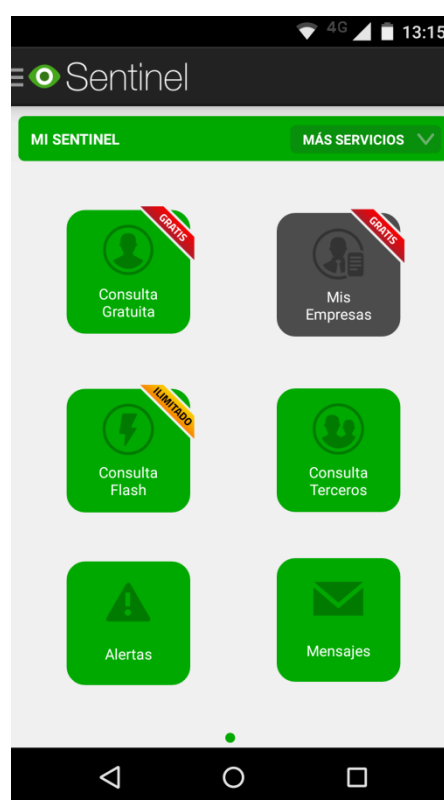 4G 13:15
Sentinel
MI SENTINEL MÁS SERVICIOS
GRATIS
Consulta
Gratuita
GRATIS
Mis
Empresas
ILIMITADO
Consulta
Flash
Consulta
Terceros
Alertas
Mensajes